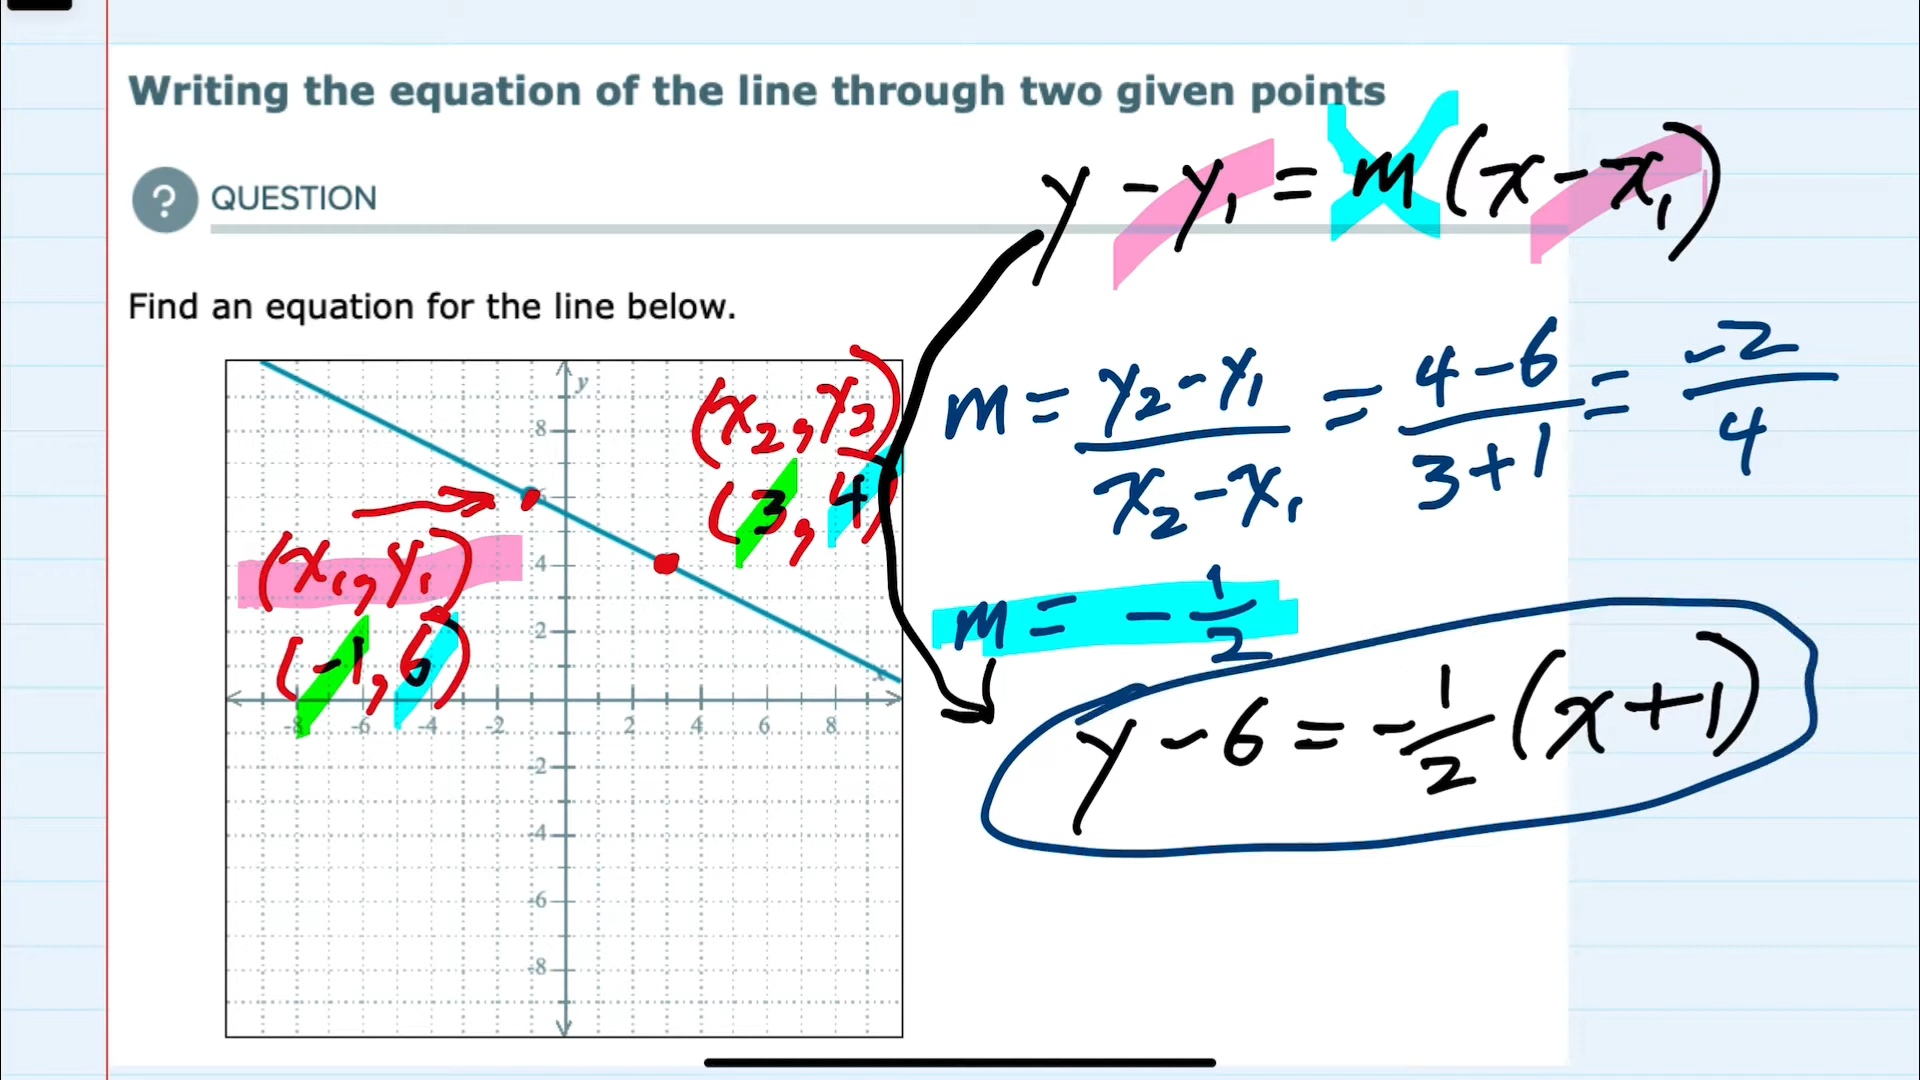 Writing the equation of the line through two given points
? QUESTION
y - y₁ = m(x - x₁)
Find an equation for the line below.
m = y₂ - y₁ / x₂ - x₁ = 4 - 6 / 3 + 1 = -2 / 4
(x₂, y₂)
(3, 4)
(x₁, y₁)
(-1, 6)
m = - 1/2
y - 6 = - 1/2 (x + 1)
y
8
4
2
x
-8 -6 -4 -2 2 4 6 8
-2
-4
-6
-8